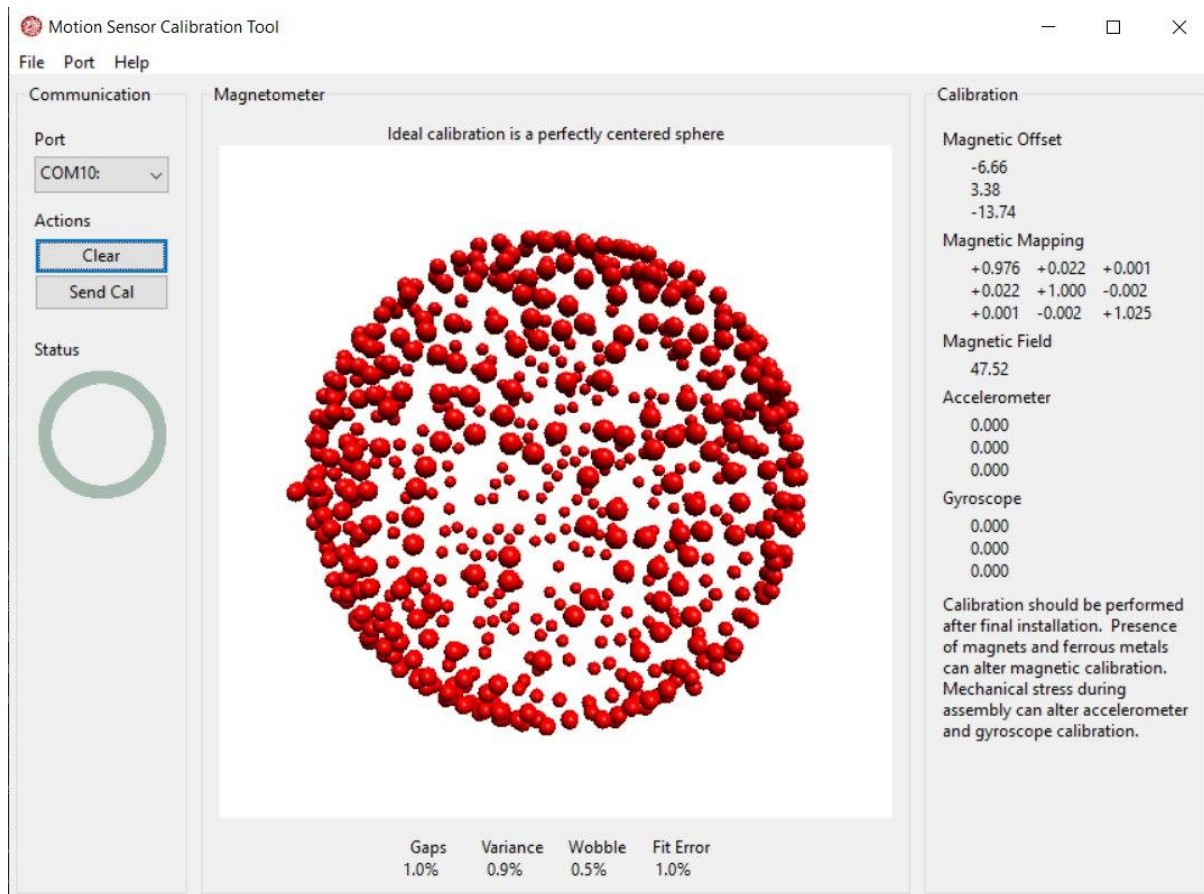 Motion Sensor Calibration Tool
File Port Help
Communication
Port
COM10:
Actions
Clear
Send Cal
Status
Magnetometer
Ideal calibration is a perfectly centered sphere
Gaps Variance Wobble Fit Error
1.0% 0.9% 0.5% 1.0%
Calibration
Magnetic Offset
-6.66
3.38
-13.74
Magnetic Mapping
+0.976 +0.022 +0.001
+0.022 +1.000 -0.002
+0.001 -0.002 +1.025
Magnetic Field
47.52
Accelerometer
0.000
0.000
0.000
Gyroscope
0.000
0.000
0.000
Calibration should be performed
after final installation. Presence
of magnets and ferrous metals
can alter magnetic calibration.
Mechanical stress during
assembly can alter accelerometer
and gyroscope calibration.